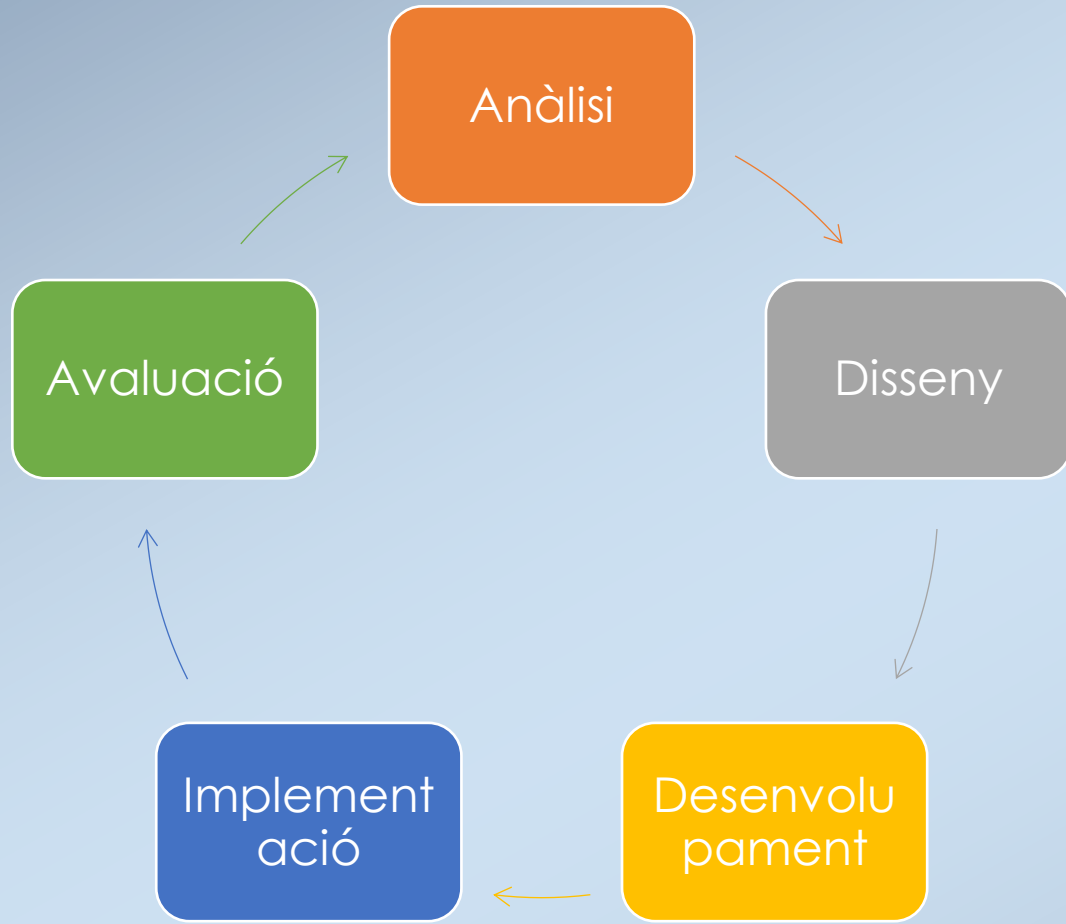 Anàlisi
Disseny
Desenvolu
pament
Implement
ació
Avaluació